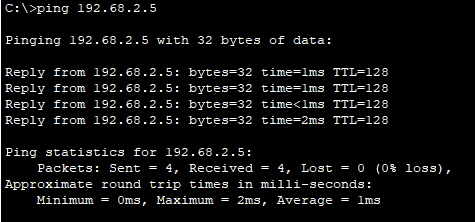 C:\>ping 192.68.2.5
Pinging 192.68.2.5 with 32 bytes of data:
Reply from 192.68.2.5: bytes=32 time=1ms TTL=128
Reply from 192.68.2.5: bytes=32 time=1ms TTL=128
Reply from 192.68.2.5: bytes=32 time<1ms TTL=128
Reply from 192.68.2.5: bytes=32 time=2ms TTL=128
Ping statistics for 192.68.2.5:
Packets: Sent = 4, Received = 4, Lost = 0 (0% loss),
Approximate round trip times in milli-seconds:
Minimum = 0ms, Maximum = 2ms, Average = 1ms